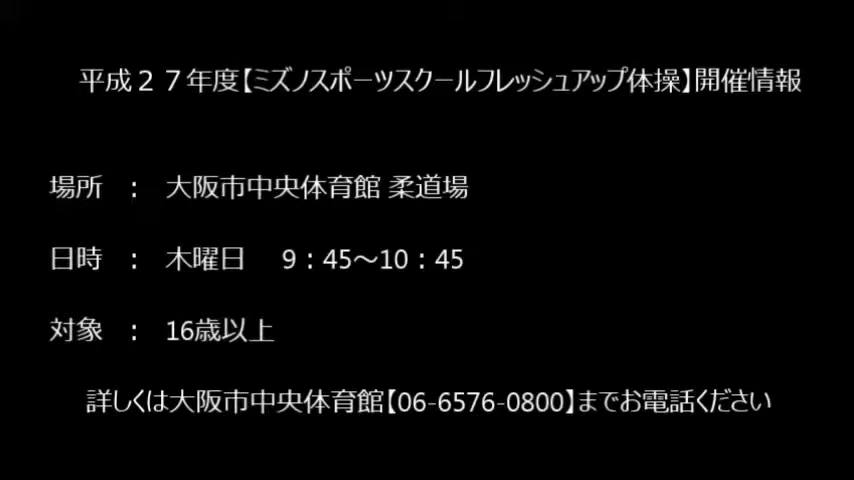 平成２７年度【ミズノスポーツスクールフレッシュアップ体操】開催情報
場所　：　大阪市中央体育館 柔道場
日時　：　木曜日　 9：45～10：45
対象　：　16歳以上
詳しくは大阪市中央体育館【06-6576-0800】までお電話ください